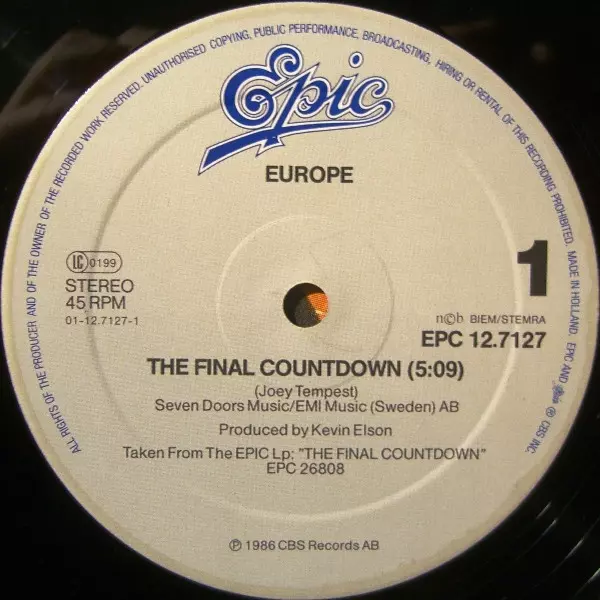 ALL RIGHTS OF THE PRODUCER AND OF THE OWNER OF THE RECORDED WORK RESERVED. UNAUTHORISED COPYING, PUBLIC PERFORMANCE, BROADCASTING, HIRING OR RENTAL OF THIS RECORDING PROHIBITED. MADE IN HOLLAND. EPIC AND Epic ® CBS INC.
Epic
EUROPE
1
LC 0199
STEREO
45 RPM
01-12.7127-1
n©b BIEM/STEMRA
EPC 12.7127
THE FINAL COUNTDOWN (5:09)
(Joey Tempest)
Seven Doors Music/EMI Music (Sweden) AB
Produced by Kevin Elson
Taken From The EPIC Lp: "THE FINAL COUNTDOWN"
EPC 26808
℗ 1986 CBS Records AB